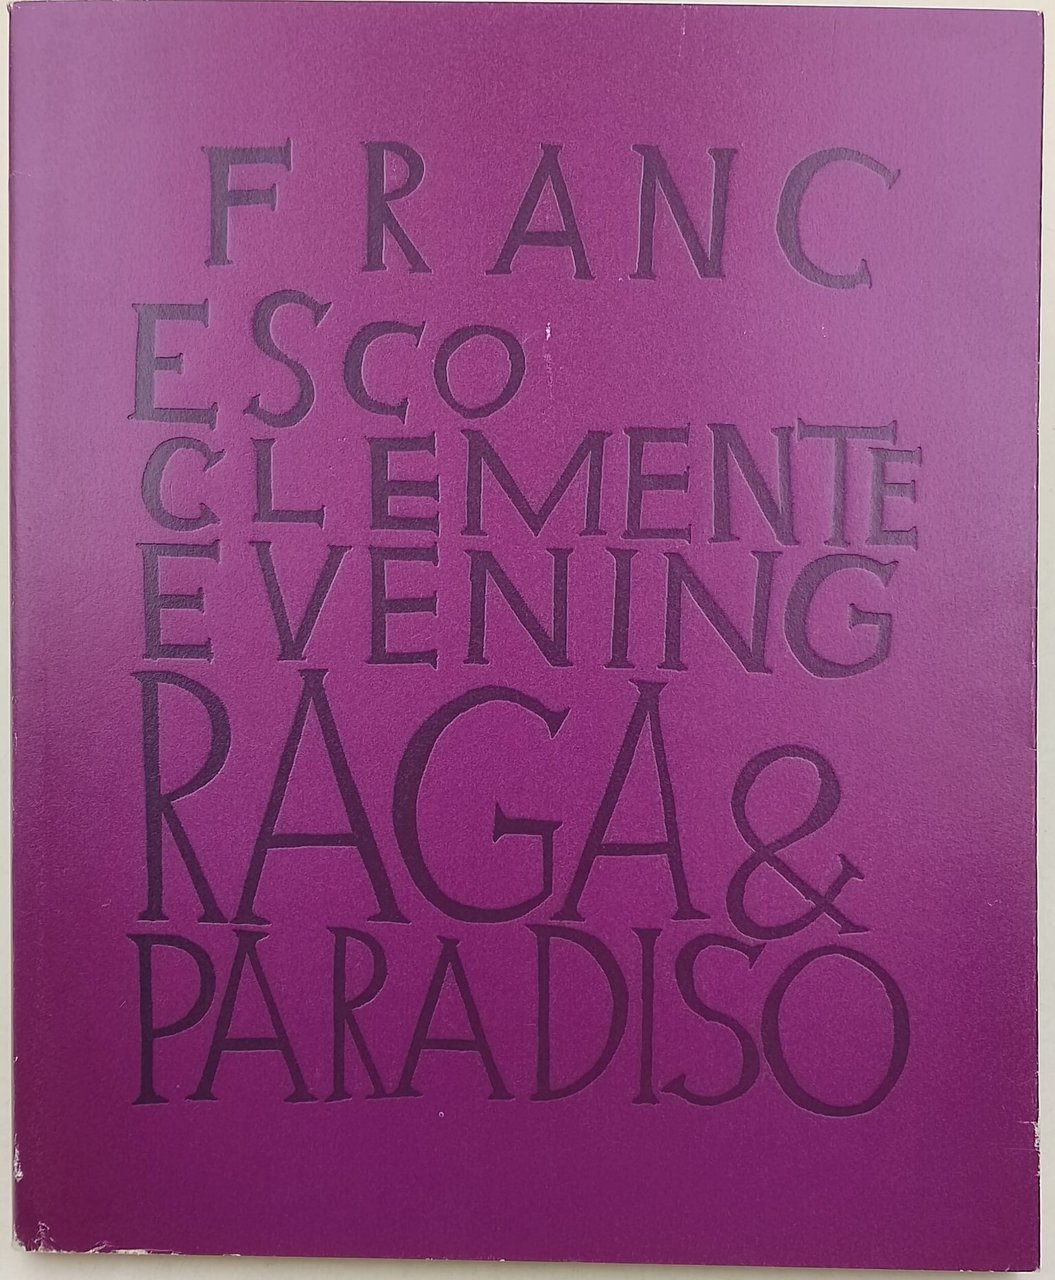 FRANC
ESCO
CLEMENTE
EVENING
RAGA &
PARADISO